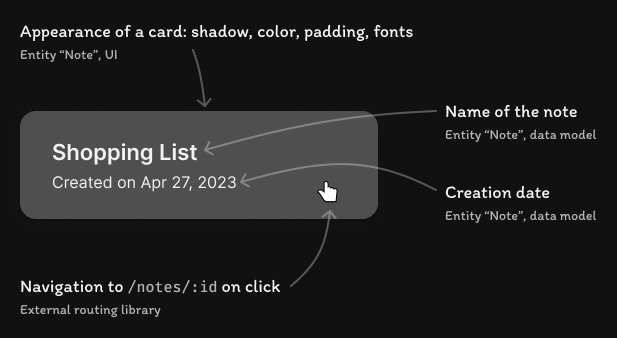 Appearance of a card: shadow, color, padding, fonts
Entity “Note”, UI
Name of the note
Entity “Note”, data model
Shopping List
Created on Apr 27, 2023
Creation date
Entity “Note”, data model
Navigation to /notes/:id on click
External routing library